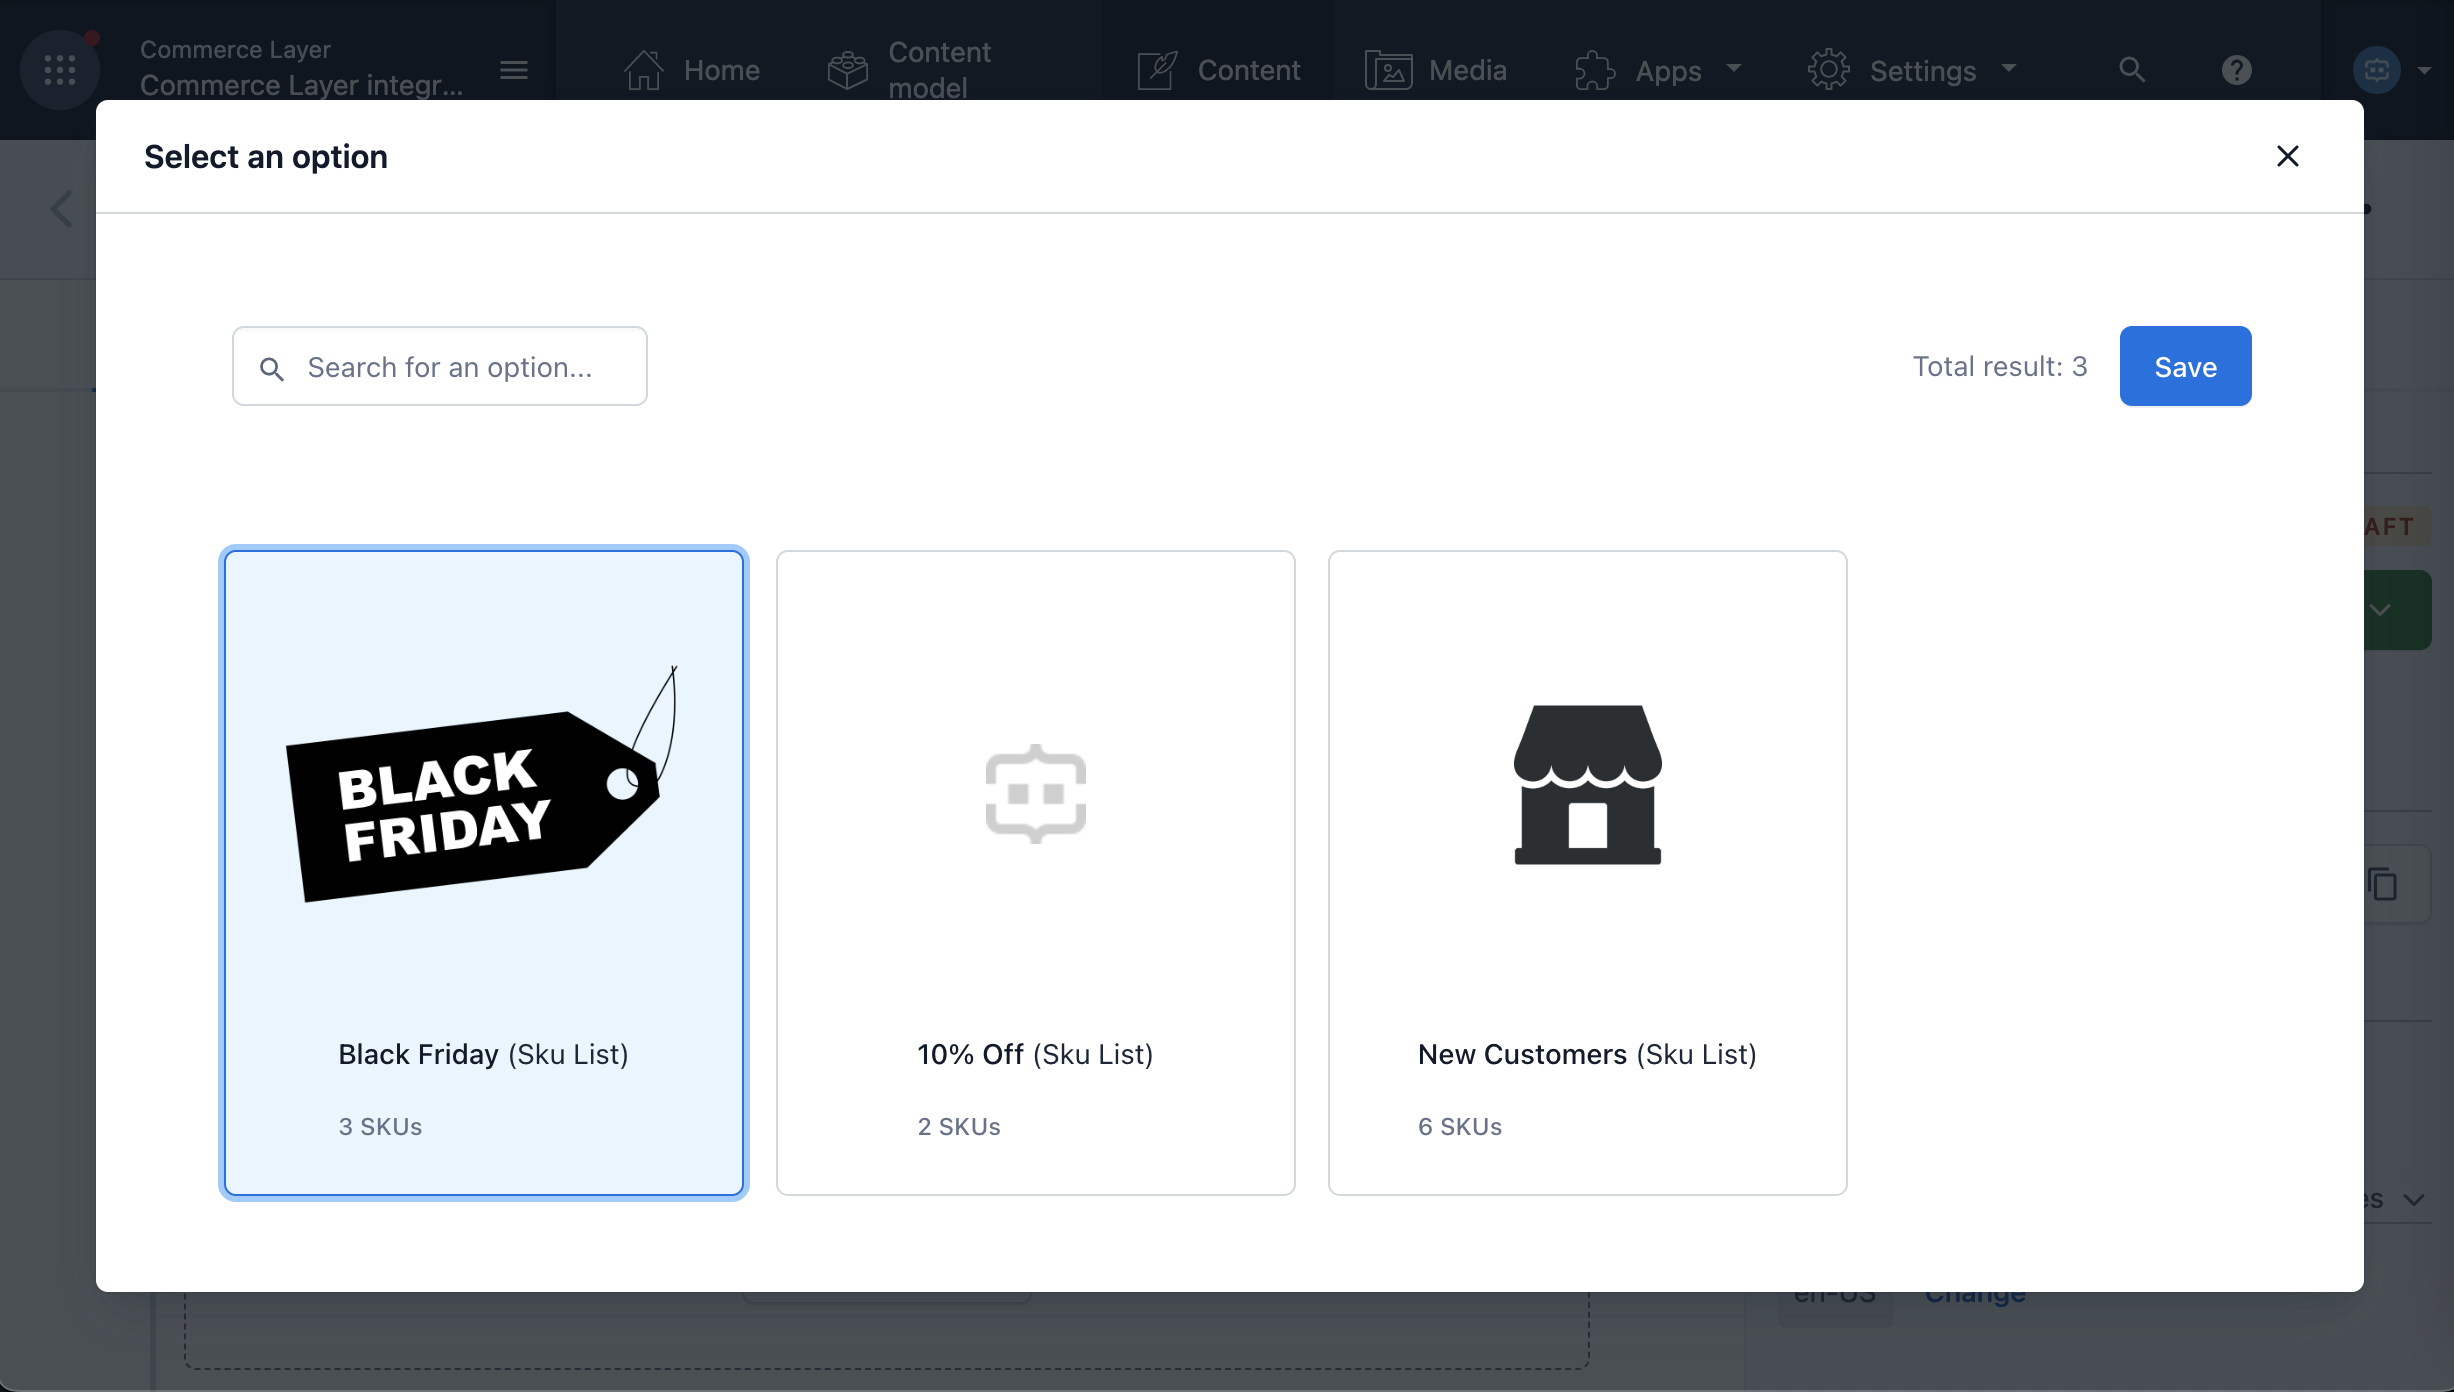 Commerce Layer
Commerce Layer integr...
Home
Content
model
Content
Media
Apps
Settings
Select an option
Search for an option...
Total result: 3
Save
AFT
BLACK
FRIDAY
Black Friday (Sku List)
3 SKUs
10% Off (Sku List)
2 SKUs
New Customers (Sku List)
6 SKUs
es
en-US
Change